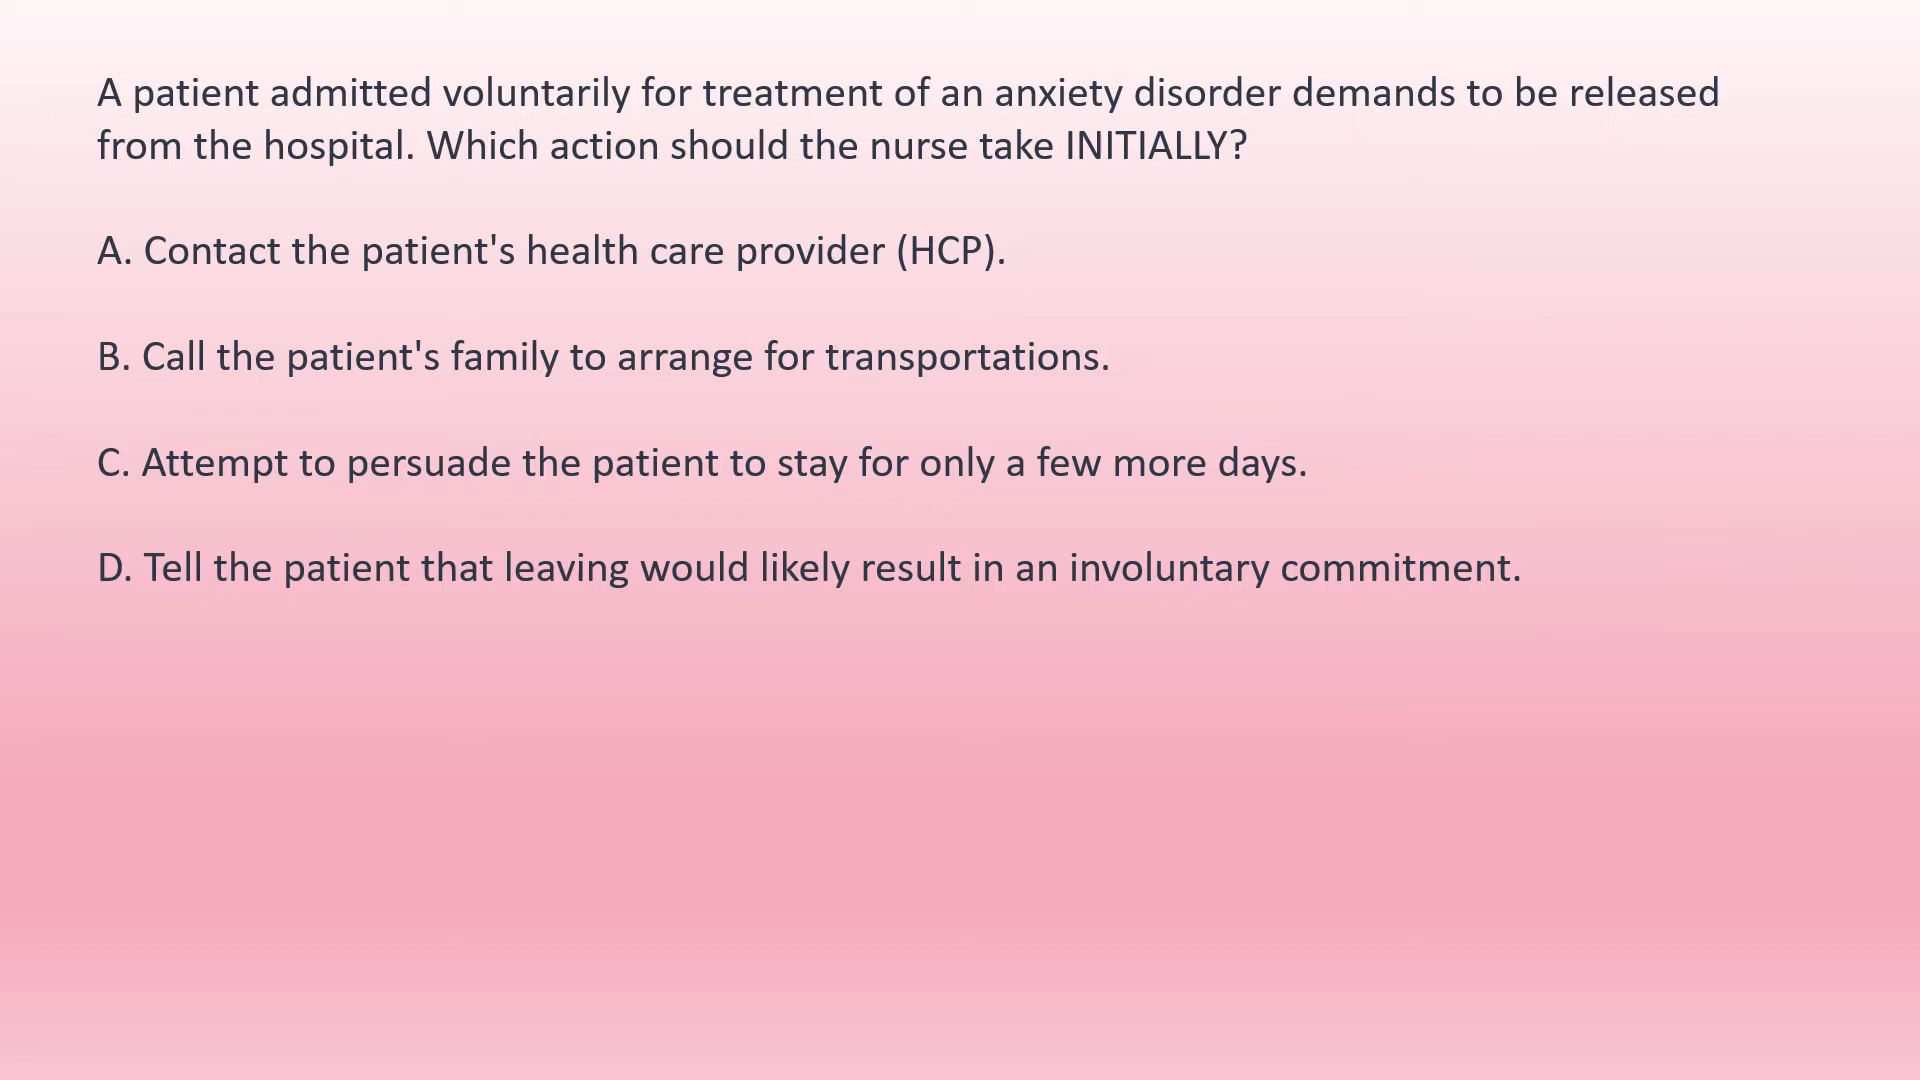 A patient admitted voluntarily for treatment of an anxiety disorder demands to be released
from the hospital. Which action should the nurse take INITIALLY?
A. Contact the patient's health care provider (HCP).
B. Call the patient's family to arrange for transportations.
C. Attempt to persuade the patient to stay for only a few more days.
D. Tell the patient that leaving would likely result in an involuntary commitment.